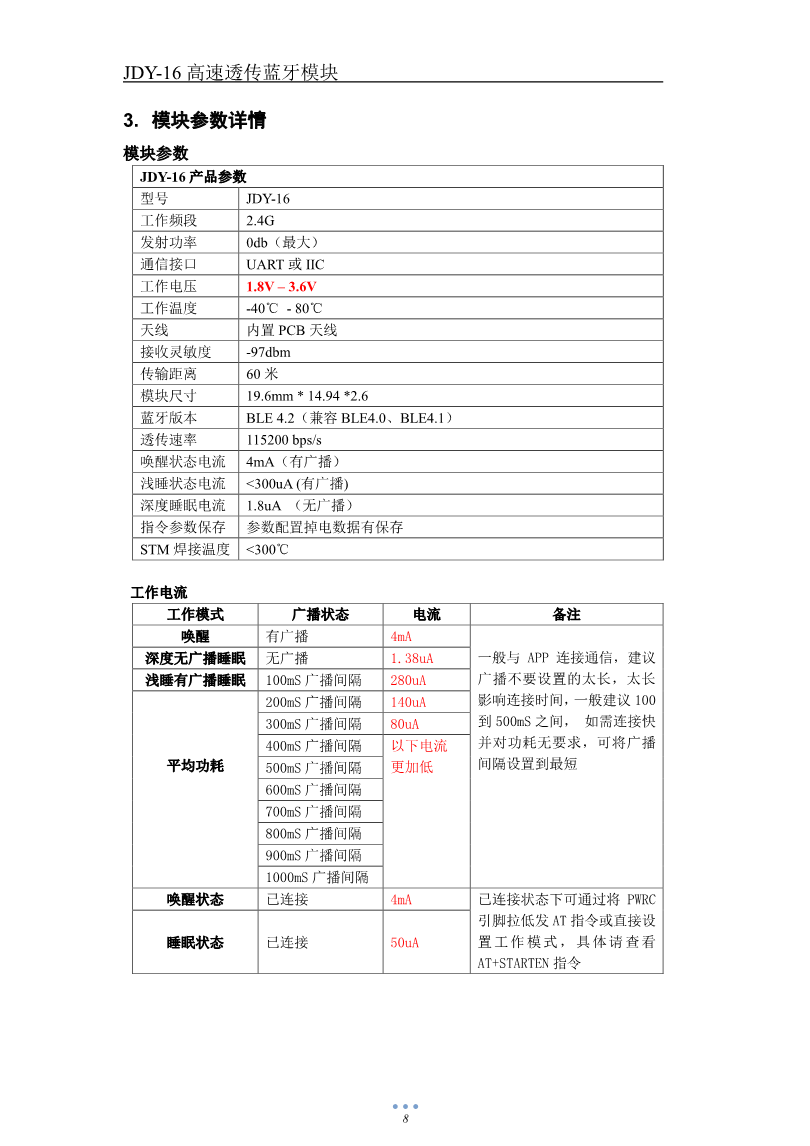 JDY-16 高速透传蓝牙模块
3. 模块参数详情
模块参数
JDY-16 产品参数
型号 JDY-16
工作频段 2.4G
发射功率 0db（最大）
通信接口 UART 或 IIC
工作电压 1.8V – 3.6V
工作温度 -40℃ - 80℃
天线 内置 PCB 天线
接收灵敏度 -97dbm
传输距离 60 米
模块尺寸 19.6mm * 14.94 *2.6
蓝牙版本 BLE 4.2（兼容 BLE4.0、BLE4.1）
透传速率 115200 bps/s
唤醒状态电流 4mA（有广播）
浅睡状态电流 <300uA (有广播)
深度睡眠电流 1.8uA （无广播）
指令参数保存 参数配置掉电数据有保存
STM 焊接温度 <300℃
工作电流
工作模式 广播状态 电流 备注
唤醒 有广播 4mA
深度无广播睡眠 无广播 1.38uA
浅睡有广播睡眠 100mS 广播间隔 280uA
平均功耗
200mS 广播间隔 140uA
300mS 广播间隔 80uA
400mS 广播间隔 以下电流
500mS 广播间隔 更加低
600mS 广播间隔
700mS 广播间隔
800mS 广播间隔
900mS 广播间隔
1000mS 广播间隔
一般与 APP 连接通信，建议
广播不要设置的太长，太长
影响连接时间，一般建议 100
到 500mS 之间， 如需连接快
并对功耗无要求，可将广播
间隔设置到最短
唤醒状态 已连接 4mA
睡眠状态 已连接 50uA
已连接状态下可通过将 PWRC
引脚拉低发 AT 指令或直接设
置工作模式，具体请查看
AT+STARTEN 指令
8